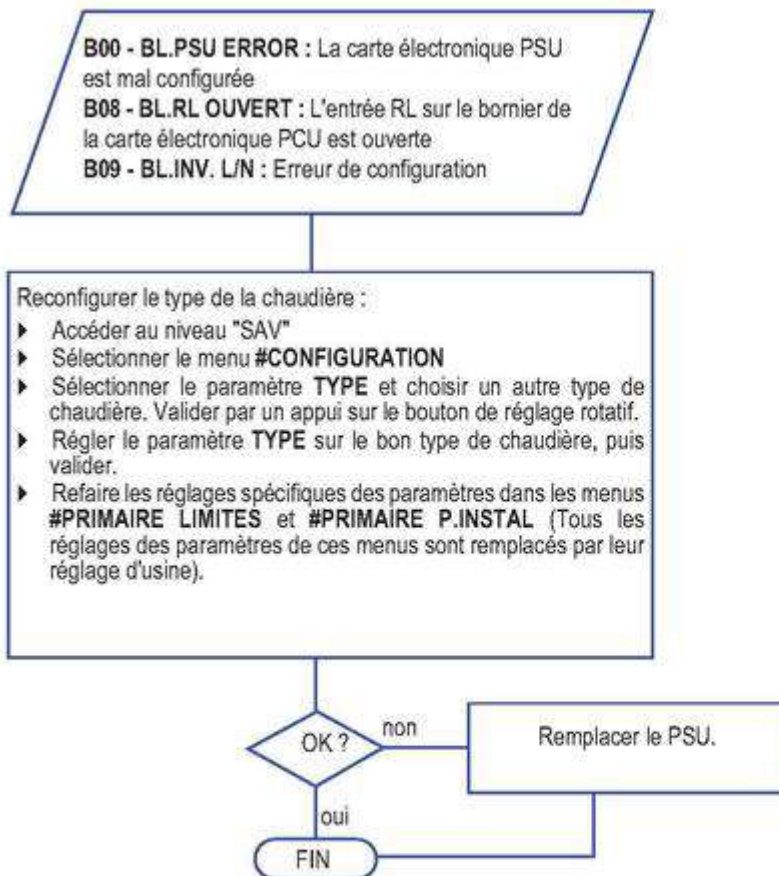 B00 - BL.PSU ERROR : La carte électronique PSU
est mal configurée
B08 - BL.RL OUVERT : L'entrée RL sur le bornier de
la carte électronique PCU est ouverte
B09 - BL.INV. L/N : Erreur de configuration
Reconfigurer le type de la chaudière :
Accéder au niveau "SAV"
Sélectionner le menu #CONFIGURATION
Sélectionner le paramètre TYPE et choisir un autre type de
chaudière. Valider par un appui sur le bouton de réglage rotatif.
Régler le paramètre TYPE sur le bon type de chaudière, puis
valider.
Refaire les réglages spécifiques des paramètres dans les menus
#PRIMAIRE LIMITES et #PRIMAIRE P.INSTAL (Tous les
réglages des paramètres de ces menus sont remplacés par leur
réglage d'usine).
OK ?
non
Remplacer le PSU.
oui
FIN